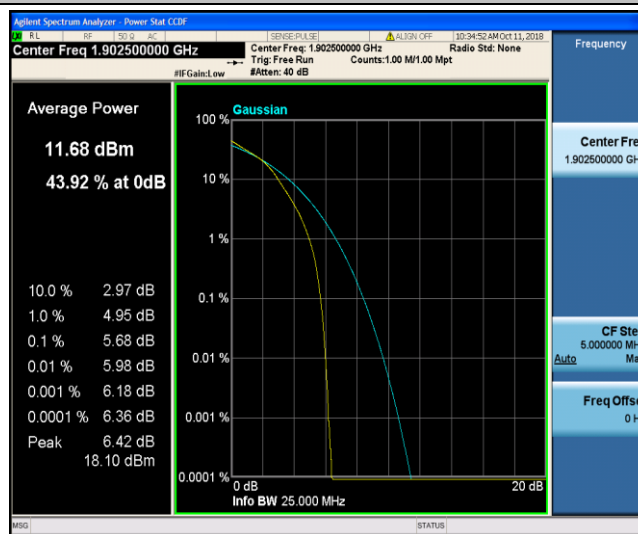 Agilent Spectrum Analyzer - Power Stat CCDF
RL RF 50 Ω AC SENSE:PULSE ALIGN OFF 10:34:52 AM Oct 11, 2018
Center Freq 1.902500000 GHz
Center Freq: 1.902500000 GHz Radio Std: None
Trig: Free Run Counts:1.00 M/1.00 Mpt
#IFGain:Low #Atten: 40 dB
Frequency
Average Power
11.68 dBm
43.92 % at 0dB
10.0 % 2.97 dB
1.0 % 4.95 dB
0.1 % 5.68 dB
0.01 % 5.98 dB
0.001 % 6.18 dB
0.0001 % 6.36 dB
Peak 6.42 dB
18.10 dBm
Gaussian
100 %
10 %
1 %
0.1 %
0.01 %
0.001 %
0.0001 %
0 dB 20 dB
Info BW 25.000 MHz
Center Fre
1.902500000 GH
CF Ste
5.000000 MH
Auto Ma
Freq Offse
0 H
MSG STATUS